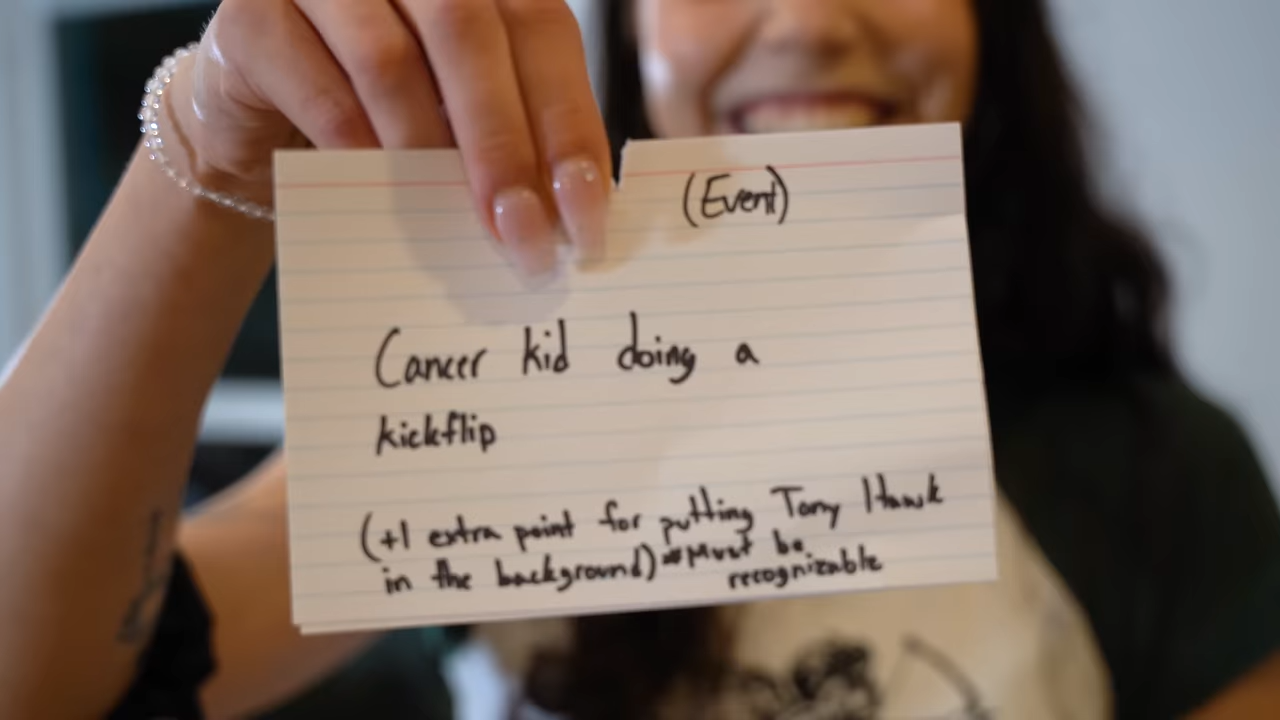 (Event)
Cancer kid doing a
kickflip
(+1 extra point for putting Tony Hawk
in the background) *Must be
recognizable